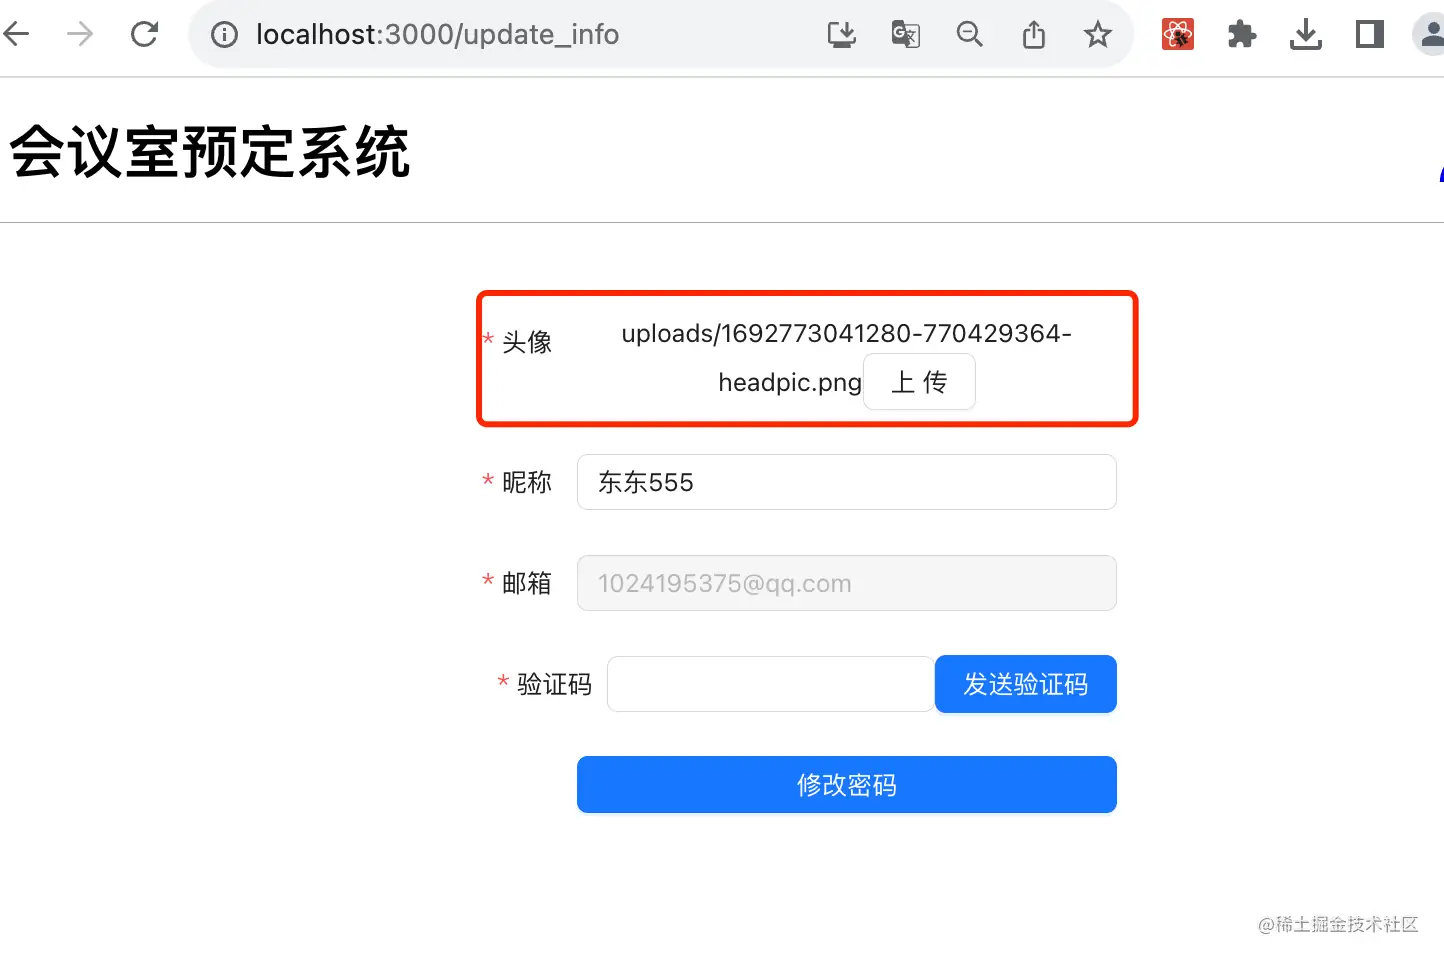 localhost:3000/update_info
会议室预定系统
* 头像
uploads/1692773041280-770429364-
headpic.png 上 传
* 昵称 东东555
* 邮箱 1024195375@qq.com
* 验证码 发送验证码
修改密码
@稀土掘金技术社区